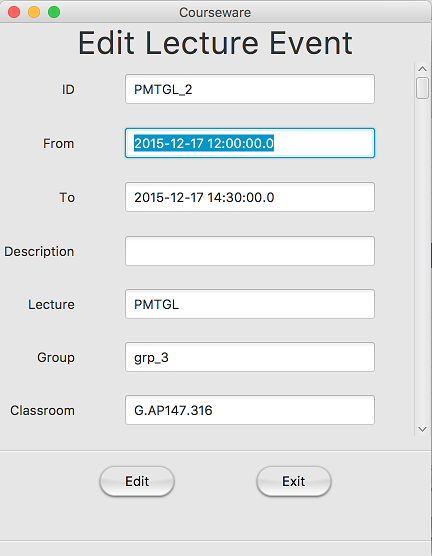 Courseware
Edit Lecture Event
ID PMTGL_2
From 2015-12-17 12:00:00.0
To 2015-12-17 14:30:00.0
Description
Lecture PMTGL
Group grp_3
Classroom G.AP147.316
Edit Exit